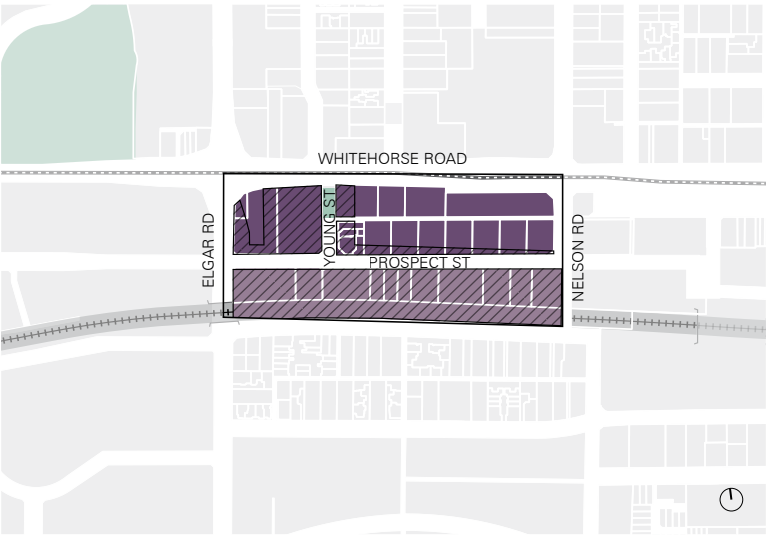 WHITEHORSE ROAD
ELGAR RD
YOUNG ST
NELSON RD
PROSPECT ST